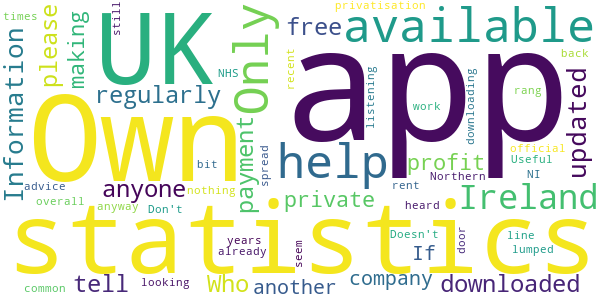 times
still
please
making
UK
NHS
Only
privatisation
free
available
recent
app
back
Information
regularly
Own
listening
work
downloading
rang
updated
official
bit
spread
help
profit
Useful
Northern
NI
advice
anyone
nothing
payment
private
rent
Ireland
overall
anyway
Don't
heard
statistics
years
already
seem
Doesn't
If
door
line
lumped
common
tell
looking
Who
another
company
downloaded